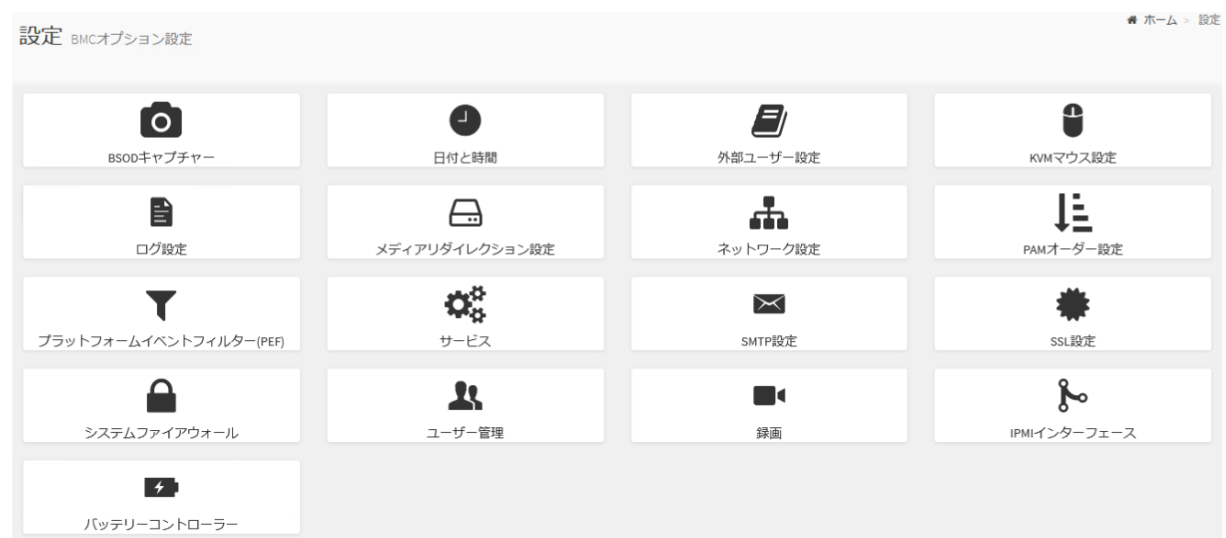 設定 BMCオプション設定
ホーム > 設定
BSODキャプチャー
日付と時間
外部ユーザー設定
KVMマウス設定
ログ設定
メディアリダイレクション設定
ネットワーク設定
PAMオーダー設定
プラットフォームイベントフィルター(PEF)
サービス
SMTP設定
SSL設定
システムファイアウォール
ユーザー管理
録画
IPMIインターフェース
バッテリーコントローラー